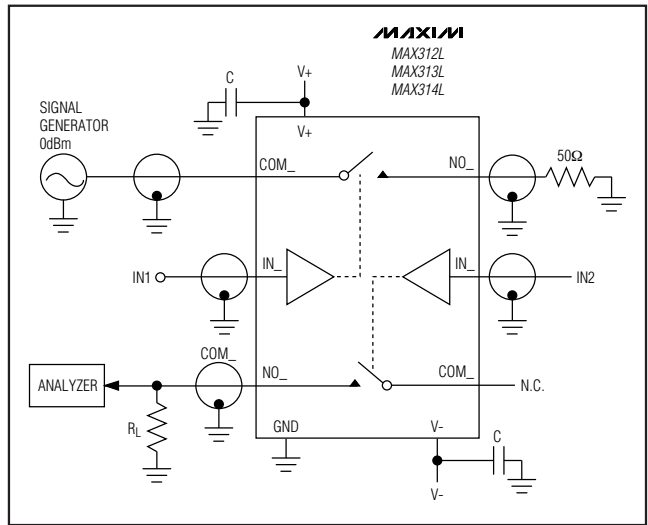 MAXIM
MAX312L
MAX313L
MAX314L
C
V+
SIGNAL
GENERATOR
0dBm
V+
COM_
NO_
50Ω
IN1
IN_
IN_
IN2
COM_
NO_
COM_
N.C.
ANALYZER
RL
GND
V-
C
V-